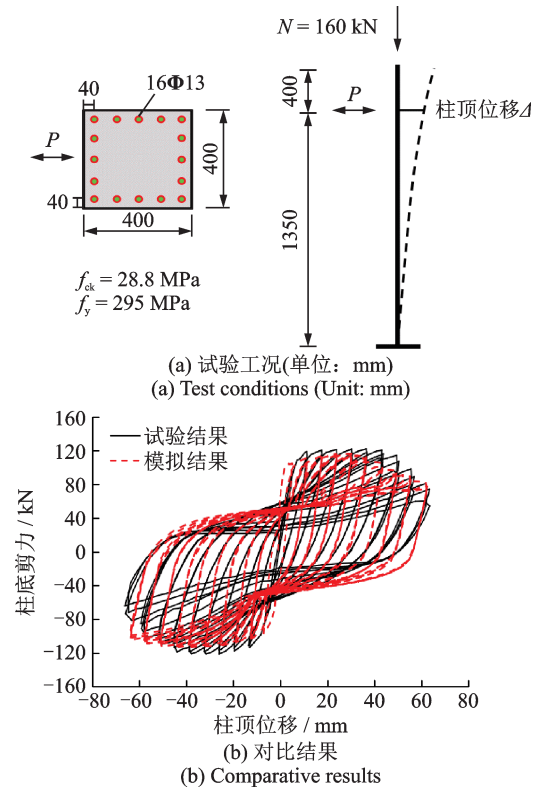 N = 160 kN
16Φ13
40
P
400
40
400
f_ck = 28.8 MPa
f_y = 295 MPa
400
P
柱顶位移Δ
1350
(a) 试验工况(单位：mm)
(a) Test conditions (Unit: mm)
160
120
80
40
0
−40
−80
−120
−160
柱底剪力 / kN
试验结果
模拟结果
−80 −60 −40 −20 0 20 40 60 80
柱顶位移 / mm
(b) 对比结果
(b) Comparative results